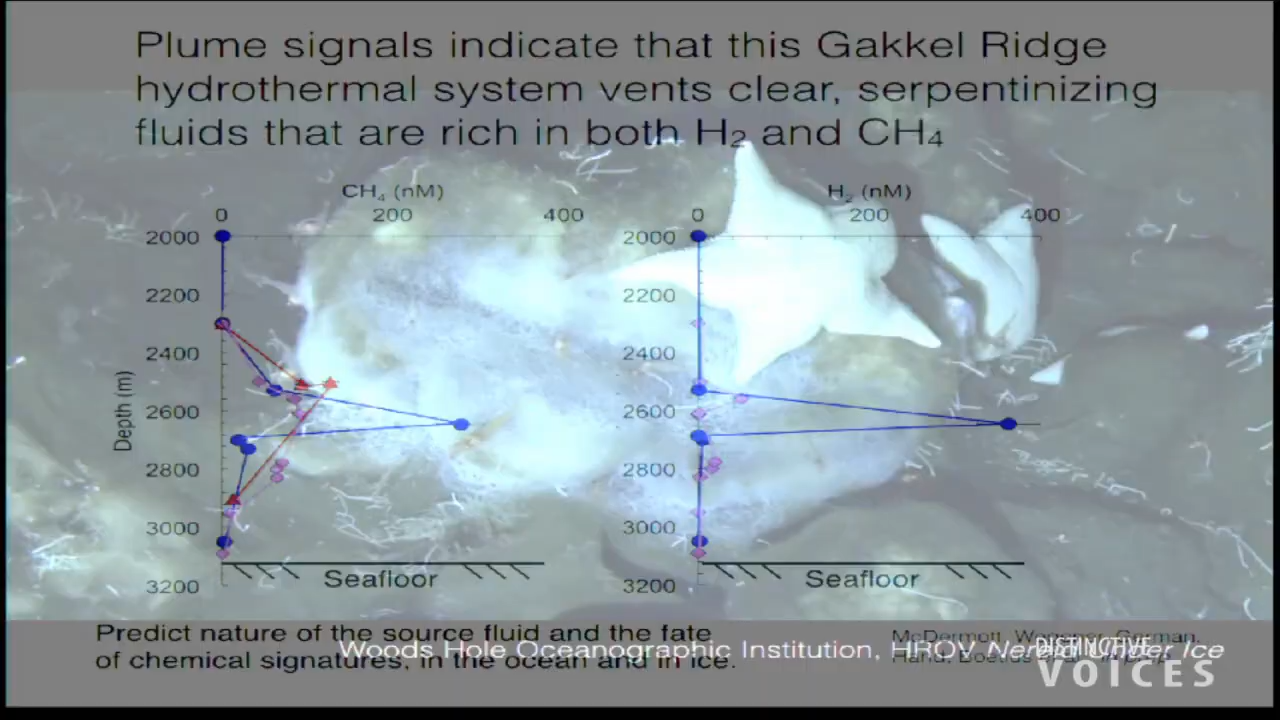 Plume signals indicate that this Gakkel Ridge
hydrothermal system vents clear, serpentinizing
fluids that are rich in both H₂ and CH₄
CH₄ (nM)
0 200 400
2000
2200
2400
2600
2800
3000
3200
Depth (m)
Seafloor
H₂ (nM)
0 200 400
2000
2200
2400
2600
2800
3000
3200
Seafloor
Predict nature of the source fluid and the fate
of chemical signatures, in the ocean and in ice.
McDermott, German,
Hand, Boetius
Woods Hole Oceanographic Institution, HROV Nereid Under Ice
DISTINCTIVE
VOICES